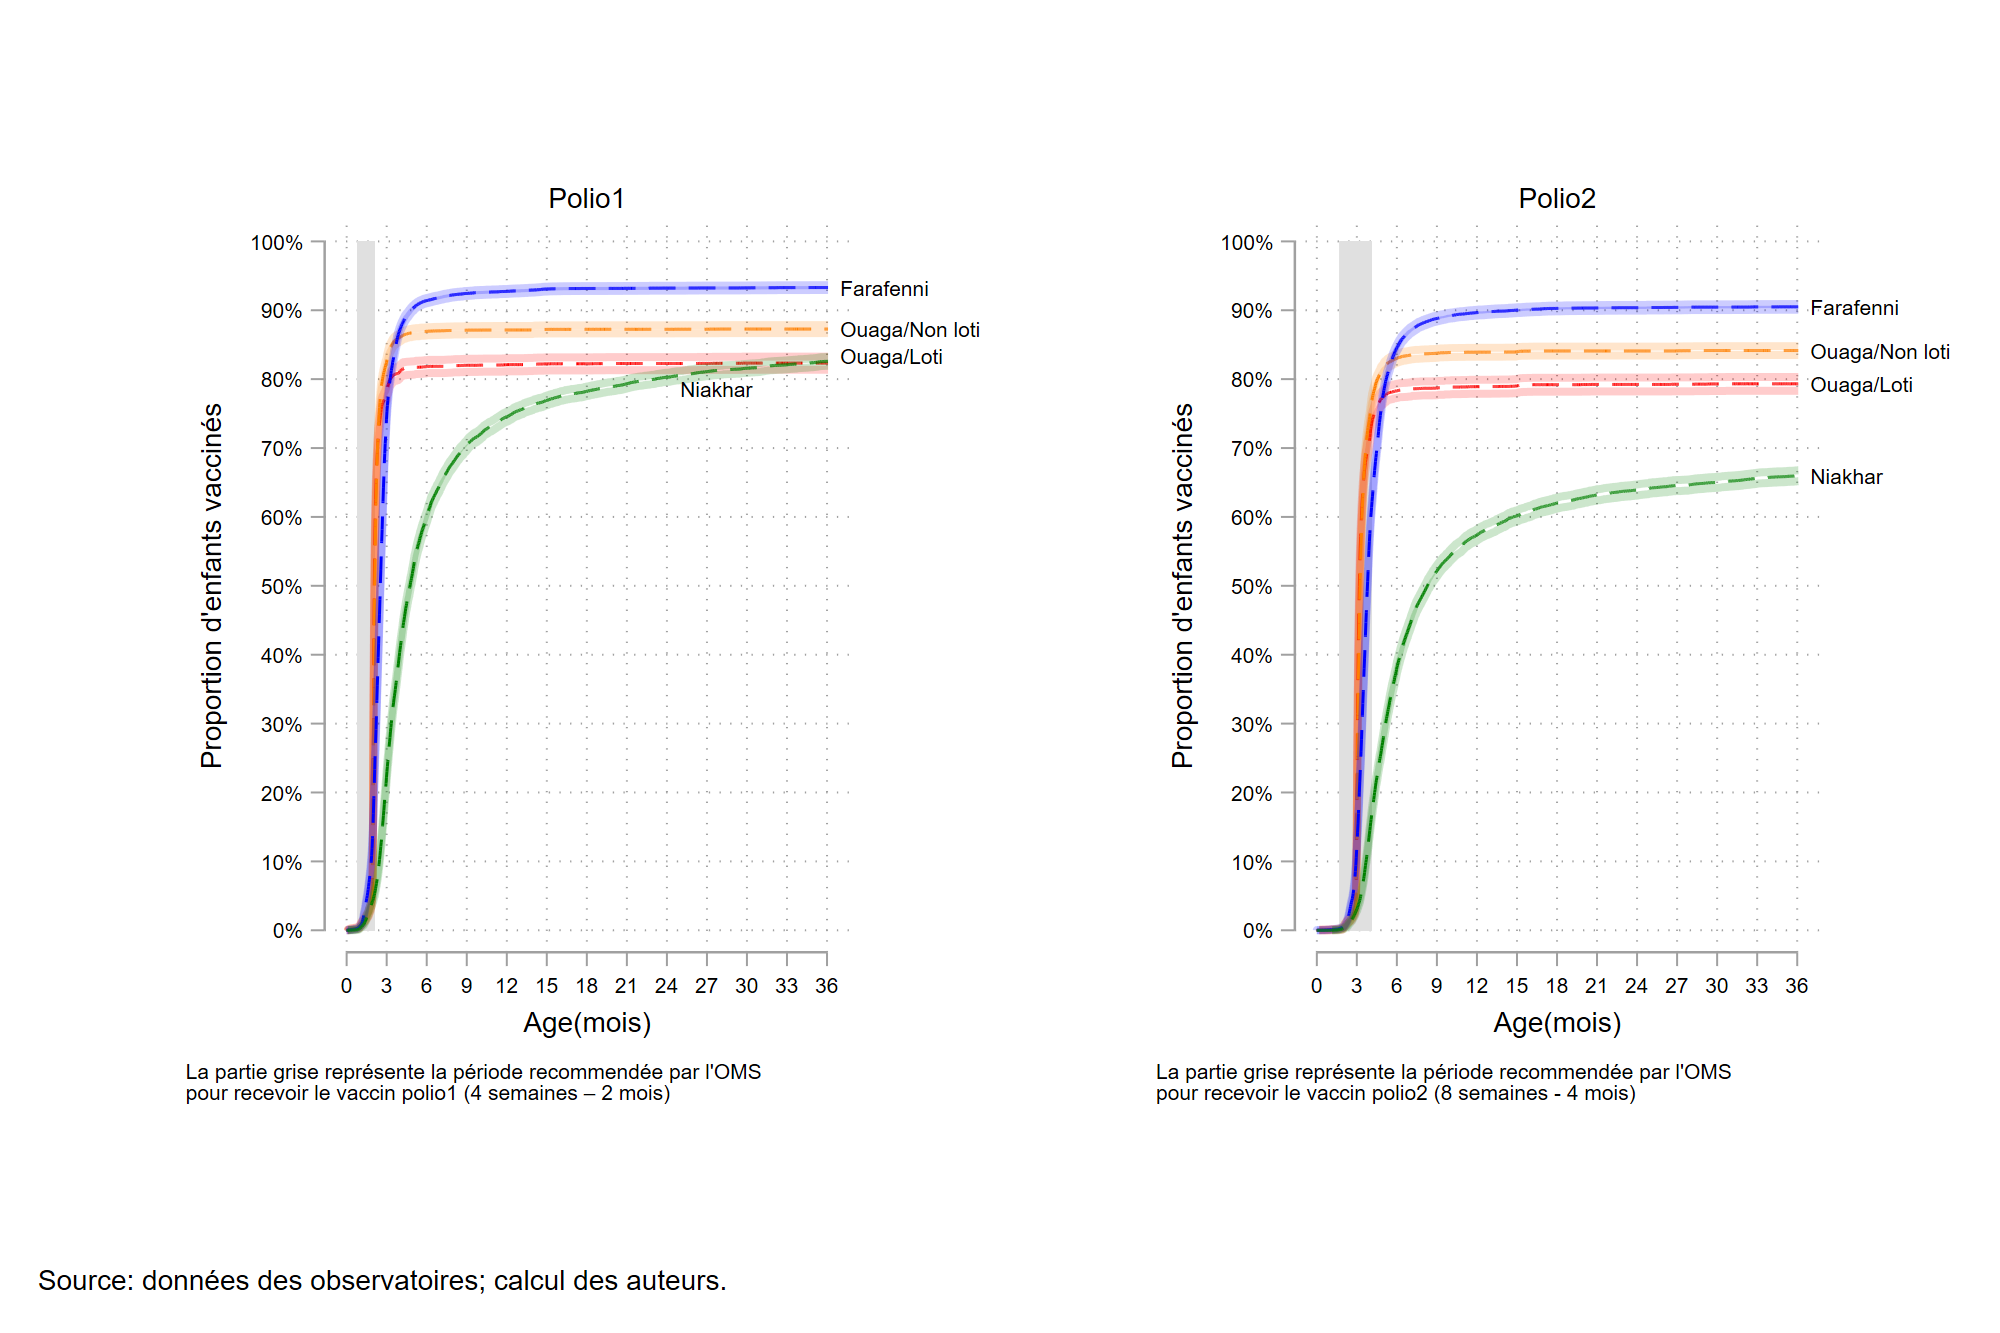 Polio1
100%
90%
80%
70%
60%
50%
40%
30%
20%
10%
0%
Proportion d'enfants vaccinés
Farafenni
Ouaga/Non loti
Ouaga/Loti
Niakhar
0 3 6 9 12 15 18 21 24 27 30 33 36
Age(mois)
La partie grise représente la période recommendée par l'OMS
pour recevoir le vaccin polio1 (4 semaines – 2 mois)
Polio2
100%
90%
80%
70%
60%
50%
40%
30%
20%
10%
0%
Proportion d'enfants vaccinés
Farafenni
Ouaga/Non loti
Ouaga/Loti
Niakhar
0 3 6 9 12 15 18 21 24 27 30 33 36
Age(mois)
La partie grise représente la période recommendée par l'OMS
pour recevoir le vaccin polio2 (8 semaines - 4 mois)
Source: données des observatoires; calcul des auteurs.